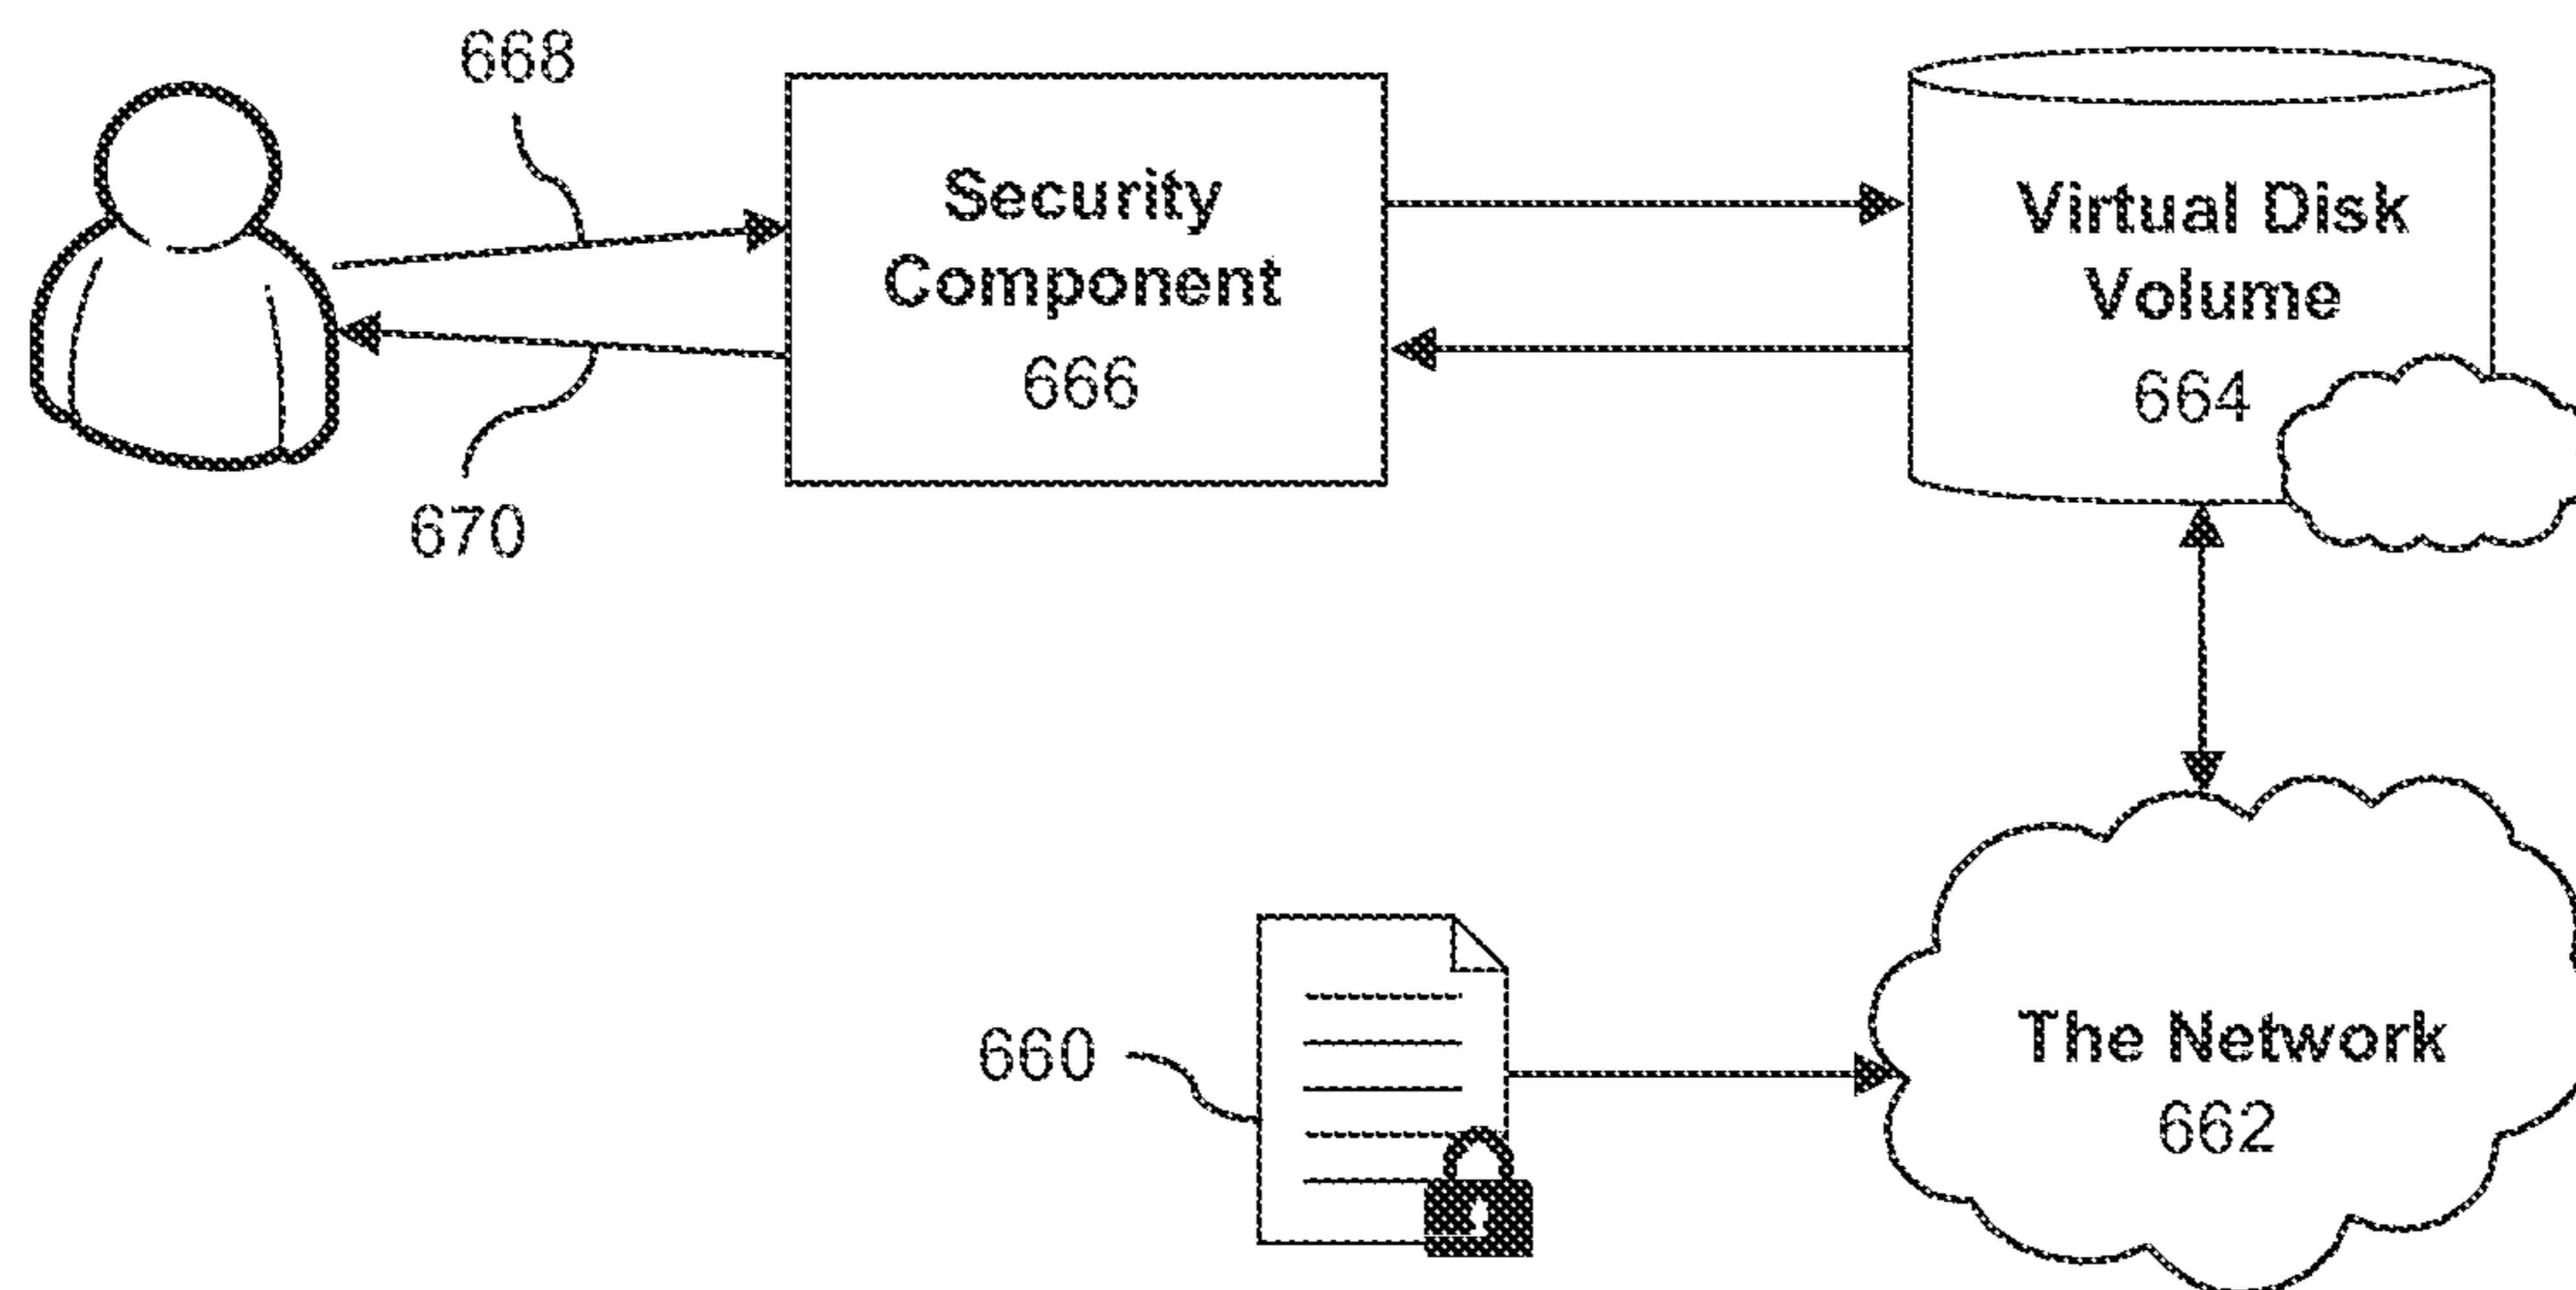 668
Security
Component
666
Virtual Disk
Volume
664
670
660
The Network
662